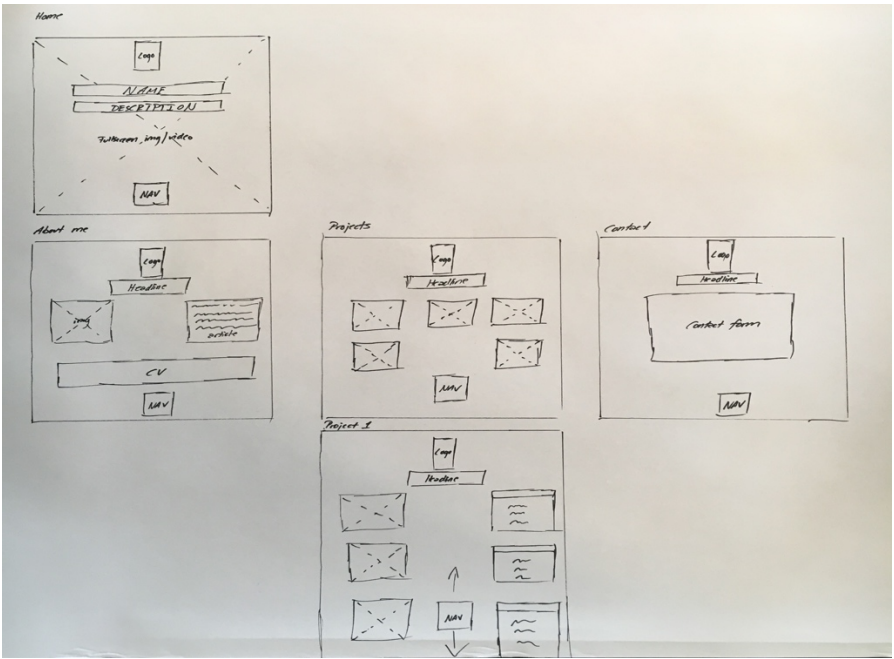 Home
Logo
NAME
DESCRIPTION
Fullscreen img/video
NAV
About me
Logo
Headline
img
article
CV
NAV
Projects
Logo
Headline
NAV
Contact
Logo
Headline
Contact form
NAV
Project 1
Logo
Headline
NAV